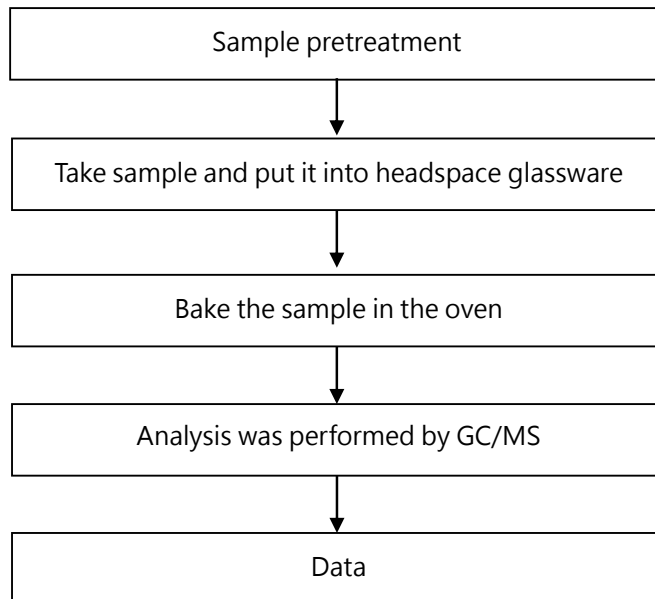 Sample pretreatment
Take sample and put it into headspace glassware
Bake the sample in the oven
Analysis was performed by GC/MS
Data